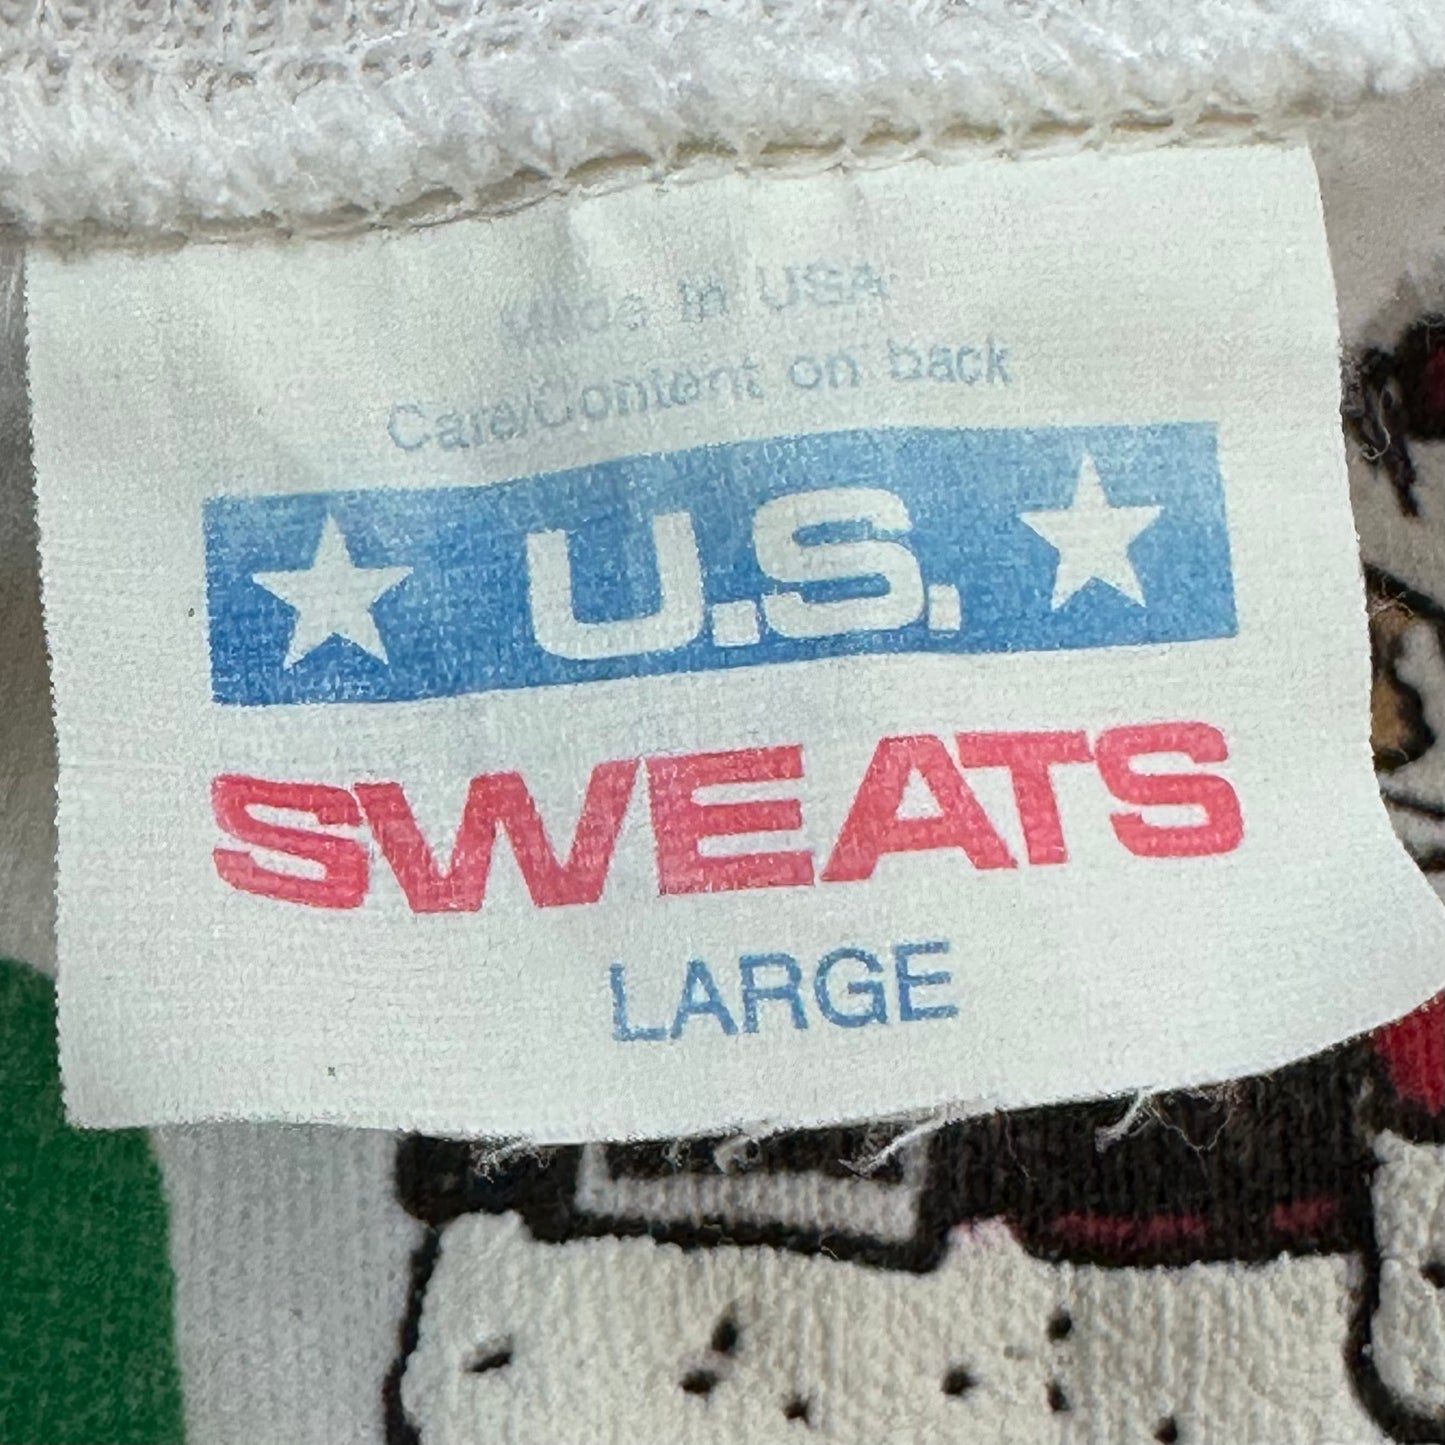 Made in USA
Care/Content on back
U.S.
SWEATS
LARGE